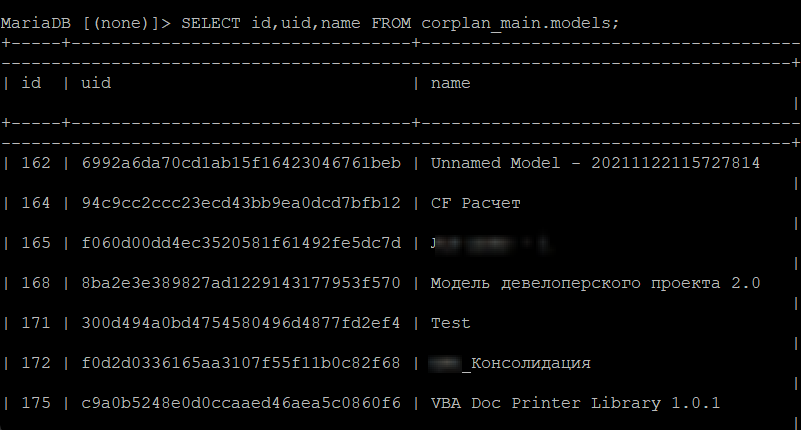 MariaDB [(none)]> SELECT id,uid,name FROM corplan_main.models;
| id | uid | name |
| 162 | 6992a6da70cd1ab15f16423046761beb | Unnamed Model - 20211122115727814 |
| 164 | 94c9cc2ccc23ecd43bb9ea0dcd7bfb12 | CF Расчет |
| 165 | f060d00dd4ec3520581f61492fe5dc7d | |
| 168 | 8ba2e3e389827ad1229143177953f570 | Модель девелоперского проекта 2.0 |
| 171 | 300d494a0bd4754580496d4877fd2ef4 | Test |
| 172 | f0d2d0336165aa3107f55f11b0c82f68 | _Консолидация |
| 175 | c9a0b5248e0d0ccaaed46aea5c0860f6 | VBA Doc Printer Library 1.0.1 |